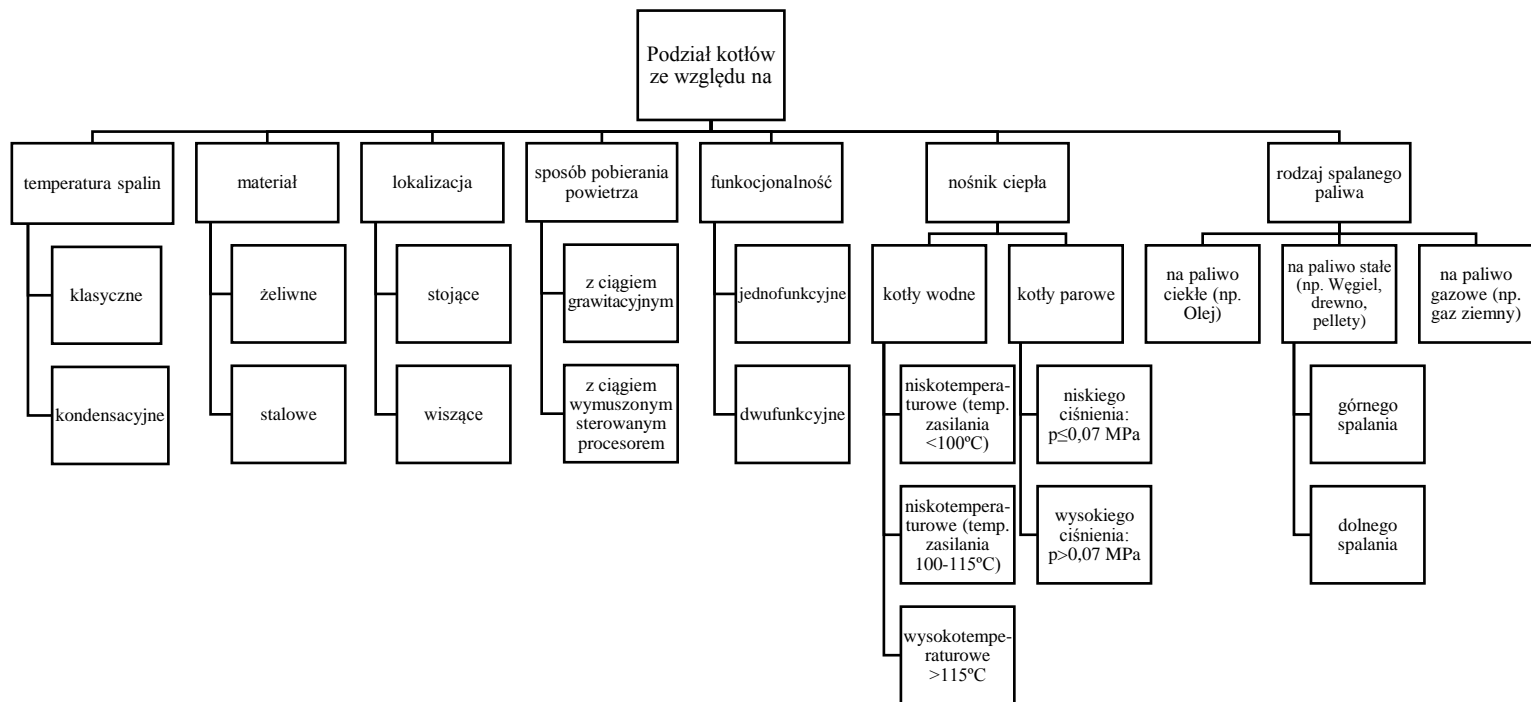 Podział kotłów
ze względu na
temperatura spalin
materiał
lokalizacja
sposób pobierania
powietrza
funkocjonalność
nośnik ciepła
rodzaj spalanego
paliwa
klasyczne
kondensacyjne
żeliwne
stalowe
stojące
wiszące
z ciągiem
grawitacyjnym
z ciągiem
wymuszonym
sterowanym
procesorem
jednofunkcyjne
dwufunkcyjne
kotły wodne
niskotempera-
turowe (temp.
zasilania
<100ºC)
niskotempera-
turowe (temp.
zasilania
100-115ºC)
wysokotempe-
raturowe
>115ºC
kotły parowe
niskiego
ciśnienia:
p≤0,07 MPa
wysokiego
ciśnienia:
p>0,07 MPa
na paliwo
ciekłe (np.
Olej)
na paliwo stałe
(np. Węgiel,
drewno,
pellety)
górnego
spalania
dolnego
spalania
na paliwo
gazowe (np.
gaz ziemny)